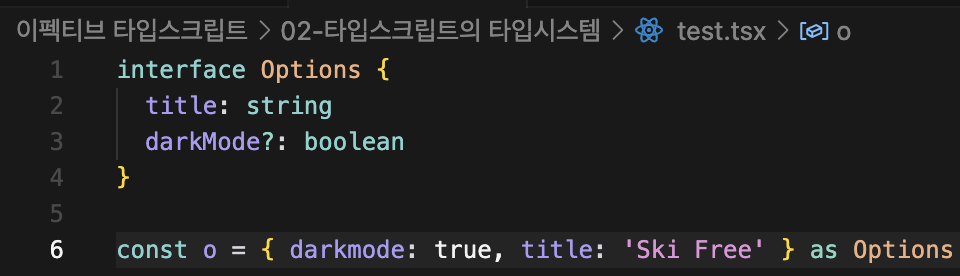 이펙티브 타입스크립트 > 02-타입스크립트의 타입시스템 > test.tsx > o
1 interface Options {
2   title: string
3   darkMode?: boolean
4 }
5
6 const o = { darkmode: true, title: 'Ski Free' } as Options